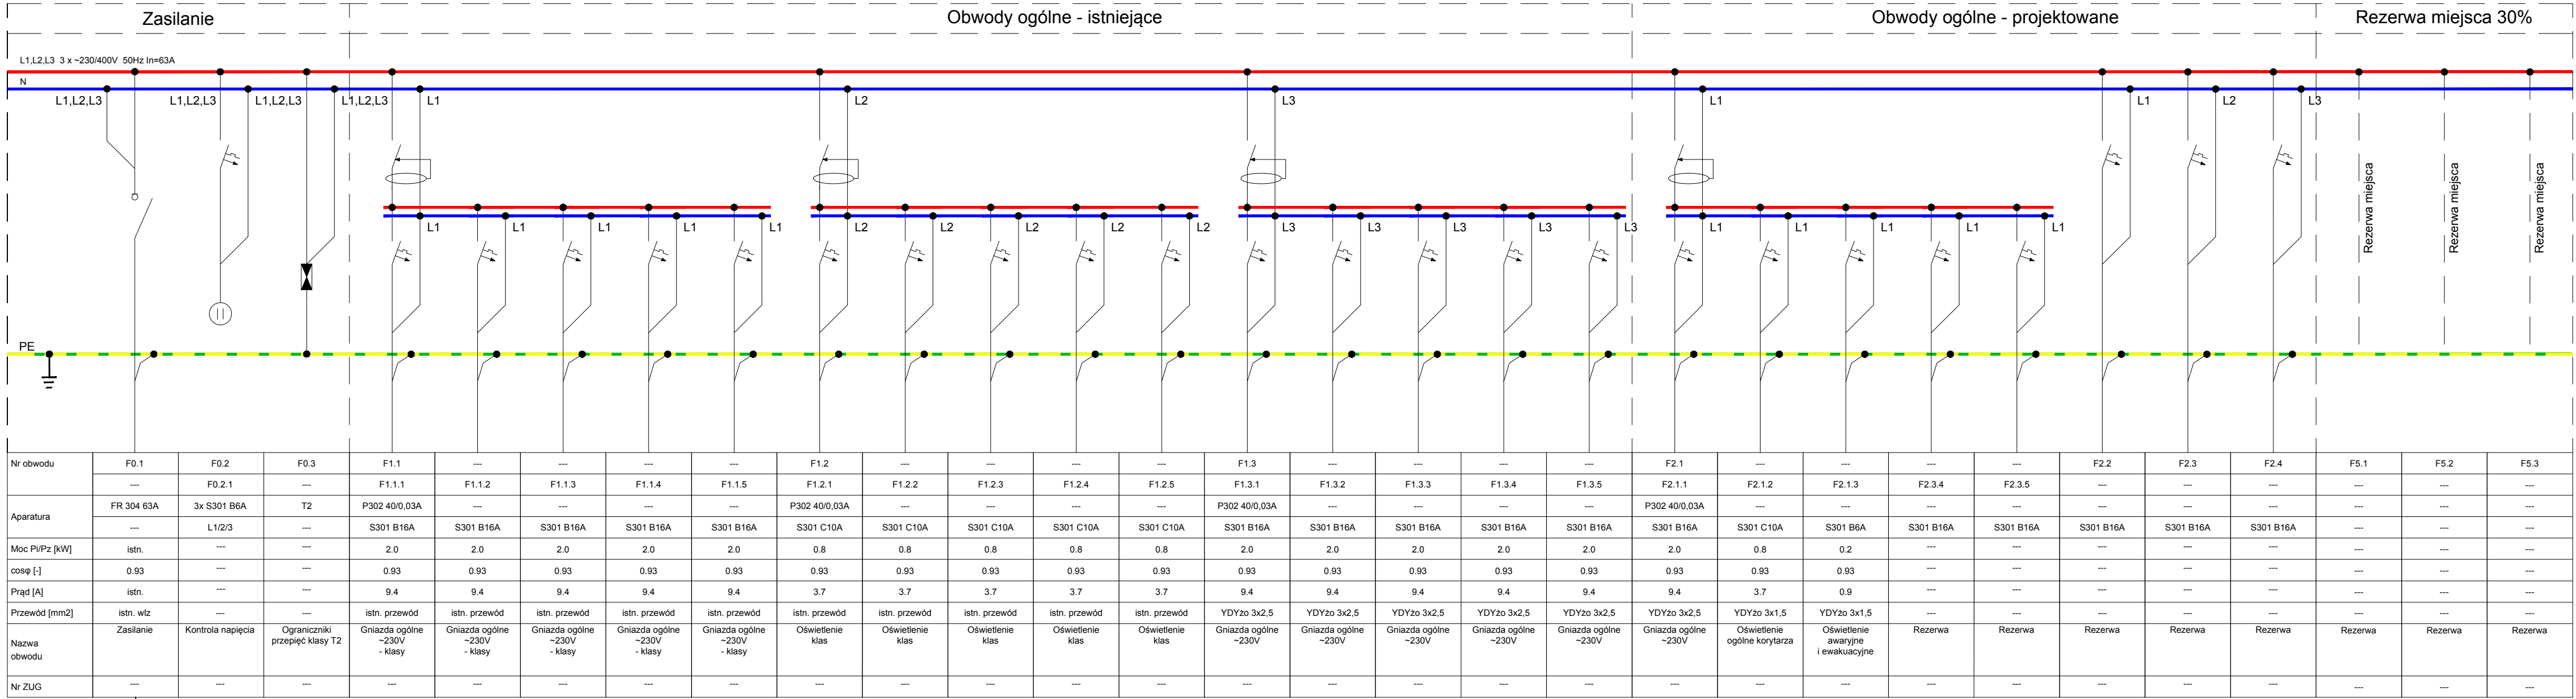 Zasilanie
Obwody ogólne - istniejące
Obwody ogólne - projektowane
Rezerwa miejsca 30%
L1,L2,L3 3 x ~230/400V 50Hz In=63A
N
L1,L2,L3
L1,L2,L3
L1,L2,L3
L1,L2,L3
L1
L2
L3
L1
L1
L2
L3
Rezerwa miejsca
Rezerwa miejsca
Rezerwa miejsca
L1
L1
L1
L1
L1
L2
L2
L2
L2
L2
L3
L3
L3
L3
L3
L1
L1
L1
L1
L1
PE
Nr obwodu
F0.1 F0.2 F0.3 F1.1 --- --- --- --- F1.2 --- --- --- --- F1.3 --- --- --- --- F2.1 --- --- --- --- F2.2 F2.3 F2.4 F5.1 F5.2 F5.3
--- F0.2.1 --- F1.1.1 F1.1.2 F1.1.3 F1.1.4 F1.1.5 F1.2.1 F1.2.2 F1.2.3 F1.2.4 F1.2.5 F1.3.1 F1.3.2 F1.3.3 F1.3.4 F1.3.5 F2.1.1 F2.1.2 F2.1.3 F2.3.4 F2.3.5 --- --- --- --- --- ---
Aparatura
FR 304 63A 3x S301 B6A T2 P302 40/0,03A --- --- --- --- P302 40/0,03A --- --- --- --- P302 40/0,03A --- --- --- --- P302 40/0,03A --- --- --- --- --- --- --- --- --- ---
--- L1/2/3 --- S301 B16A S301 B16A S301 B16A S301 B16A S301 B16A S301 C10A S301 C10A S301 C10A S301 C10A S301 C10A S301 B16A S301 B16A S301 B16A S301 B16A S301 B16A S301 B16A S301 C10A S301 B6A S301 B16A S301 B16A S301 B16A S301 B16A S301 B16A --- --- ---
Moc Pi/Pz [kW] istn. --- --- 2.0 2.0 2.0 2.0 2.0 0.8 0.8 0.8 0.8 0.8 2.0 2.0 2.0 2.0 2.0 2.0 0.8 0.2 --- --- --- --- --- --- --- ---
cosφ [-] 0.93 --- --- 0.93 0.93 0.93 0.93 0.93 0.93 0.93 0.93 0.93 0.93 0.93 0.93 0.93 0.93 0.93 0.93 0.93 0.93 --- --- --- --- --- --- --- ---
Prąd [A] istn. --- --- 9.4 9.4 9.4 9.4 9.4 3.7 3.7 3.7 3.7 3.7 9.4 9.4 9.4 9.4 9.4 9.4 3.7 0.9 --- --- --- --- --- --- --- ---
Przewód [mm2] istn. wlz --- --- istn. przewód istn. przewód istn. przewód istn. przewód istn. przewód istn. przewód istn. przewód istn. przewód istn. przewód istn. przewód YDYżo 3x2,5 YDYżo 3x2,5 YDYżo 3x2,5 YDYżo 3x2,5 YDYżo 3x2,5 YDYżo 3x2,5 YDYżo 3x1,5 YDYżo 3x1,5 --- --- --- --- --- --- --- ---
Nazwa
obwodu
Zasilanie
Kontrola napięcia
Ograniczniki
przepięć klasy T2
Gniazda ogólne
~230V
- klasy
Gniazda ogólne
~230V
- klasy
Gniazda ogólne
~230V
- klasy
Gniazda ogólne
~230V
- klasy
Gniazda ogólne
~230V
- klasy
Oświetlenie
klas
Oświetlenie
klas
Oświetlenie
klas
Oświetlenie
klas
Oświetlenie
klas
Gniazda ogólne
~230V
Gniazda ogólne
~230V
Gniazda ogólne
~230V
Gniazda ogólne
~230V
Gniazda ogólne
~230V
Gniazda ogólne
~230V
Oświetlenie
ogólne korytarza
Oświetlenie
awaryjne
i ewakuacyjne
Rezerwa
Rezerwa
Rezerwa
Rezerwa
Rezerwa
Rezerwa
Rezerwa
Rezerwa
Nr ZUG --- --- --- --- --- --- --- --- --- --- --- --- --- --- --- --- --- --- --- --- --- --- --- --- --- --- --- --- ---